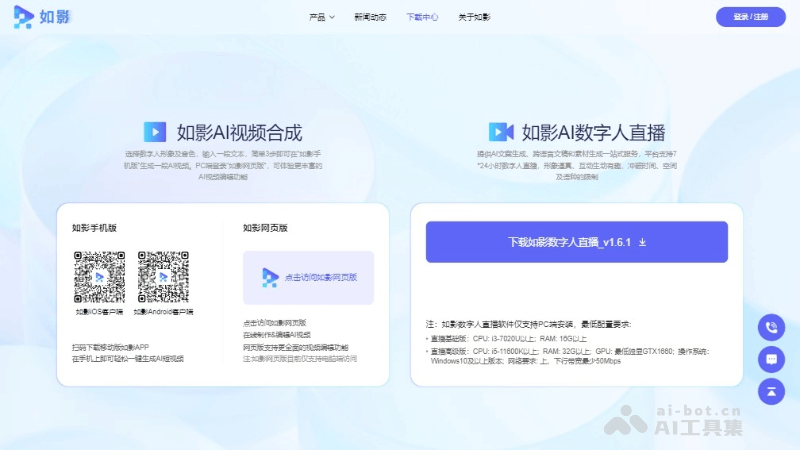 如影
产品
新闻动态
下载中心
关于如影
登录 / 注册
如影AI视频合成
选择数字人形象及音色，输入一段文本，简单3步即可在“如影手
机版”生成一段AI视频。PC端登录“如影网页版”，可体验更丰富的
AI视频编辑功能
如影AI数字人直播
提供AI文案生成、跨语言文稿和素材生成一站式服务，平台支持7
*24小时数字人直播，形象逼真、互动生动有趣，冲破时间、空间
及语种的限制
如影手机版
如影iOS客户端
如影Android客户端
扫码下载移动版如影APP
在手机上即可轻松一键生成AI短视频
如影网页版
点击访问如影网页版
点击访问如影网页版
在线制作&编辑AI视频
网页版支持更全面的视频编辑功能
注:如影网页版目前仅支持电脑端访问
下载如影数字人直播_v1.6.1
注：如影数字人直播软件仅支持PC端安装，最低配置要求：
• 直播基础版：CPU: i3-7020U以上；RAM: 16G以上
• 直播高级版：CPU: i5-11600K以上；RAM: 32G以上；GPU: 最低独显GTX1660；操作系统：
Windows10及以上版本；网络要求: 上、下行带宽最少50Mbps
ai-bot.cn
AI工具集